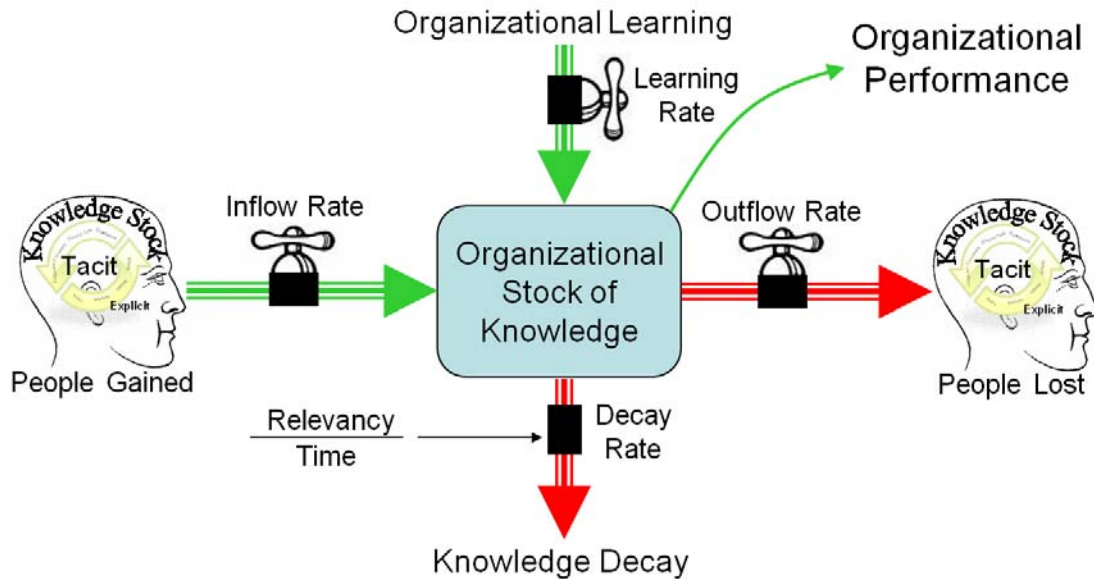 Organizational Learning
Organizational
Performance
Learning
Rate
Knowledge Stock
Tacit
Explicit
People Gained
Inflow Rate
Organizational
Stock of
Knowledge
Outflow Rate
Knowledge Stock
Tacit
Explicit
People Lost
Relevancy
Time
Decay
Rate
Knowledge Decay